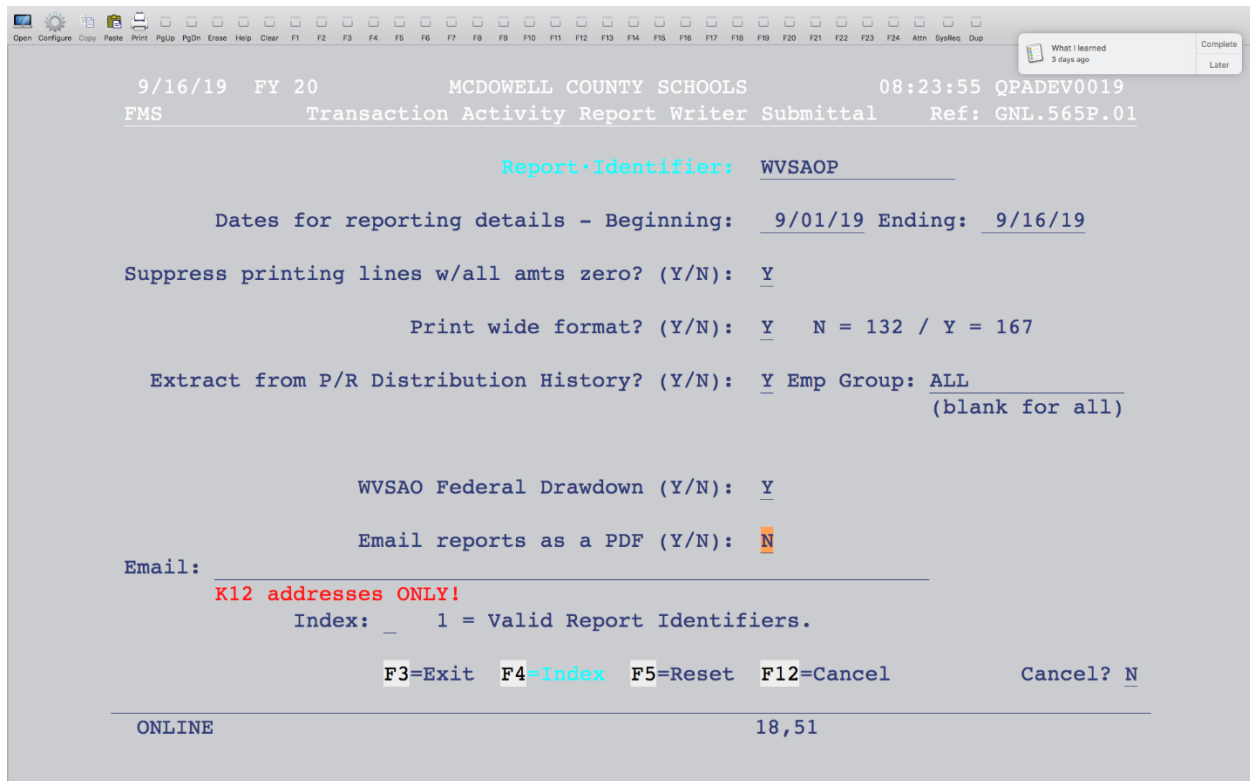 Open Configure Copy Paste Print PgUp PgDn Erase Help Clear F1 F2 F3 F4 F5 F6 F7 F8 F9 F10 F11 F12 F13 F14 F15 F16 F17 F18 F19 F20 F21 F22 F23 F24 Attn SysReq Dup
What I learned
3 days ago
Complete
Later
9/16/19 FY 20 MCDOWELL COUNTY SCHOOLS 08:23:55 QPADEV0019
FMS Transaction Activity Report Writer Submittal Ref: GNL.565P.01
Report·Identifier: WVSAOP
Dates for reporting details - Beginning: 9/01/19 Ending: 9/16/19
Suppress printing lines w/all amts zero? (Y/N): Y
Print wide format? (Y/N): Y N = 132 / Y = 167
Extract from P/R Distribution History? (Y/N): Y Emp Group: ALL
(blank for all)
WVSAO Federal Drawdown (Y/N): Y
Email reports as a PDF (Y/N): N
Email:
K12 addresses ONLY!
Index: _ 1 = Valid Report Identifiers.
F3=Exit F4=Index F5=Reset F12=Cancel Cancel? N
ONLINE 18,51